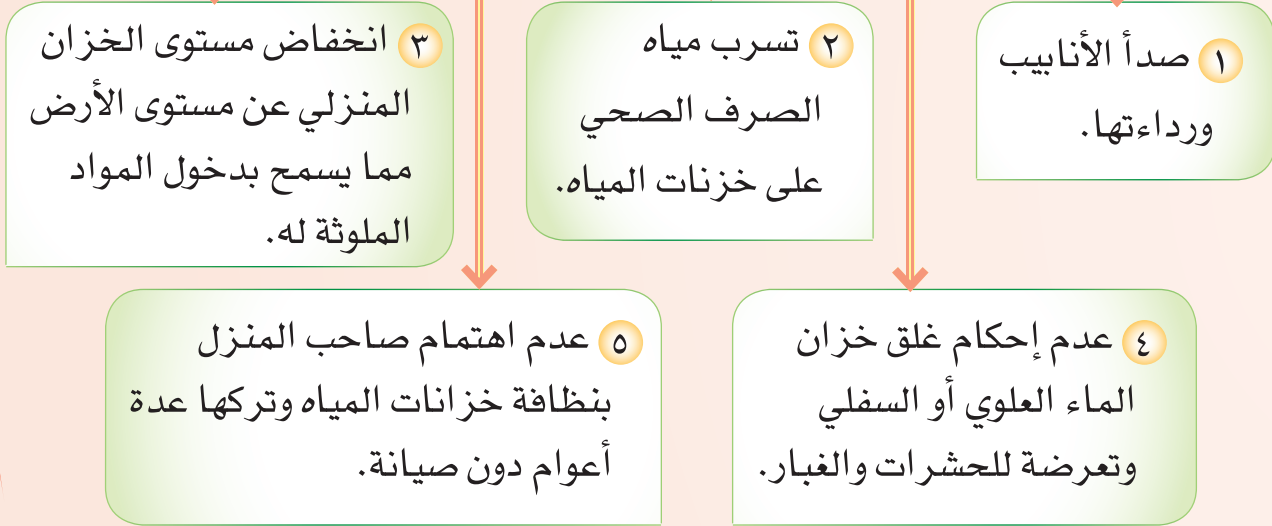 ١ صدأ الأنابيب
ورداءتها.
٢ تسرب مياه
الصرف الصحي
على خزنات المياه.
٣ انخفاض مستوى الخزان
المنزلي عن مستوى الأرض
مما يسمح بدخول المواد
الملوثة له.
٤ عدم إحكام غلق خزان
الماء العلوي أو السفلي
وتعرضة للحشرات والغبار.
٥ عدم اهتمام صاحب المنزل
بنظافة خزانات المياه وتركها عدة
أعوام دون صيانة.